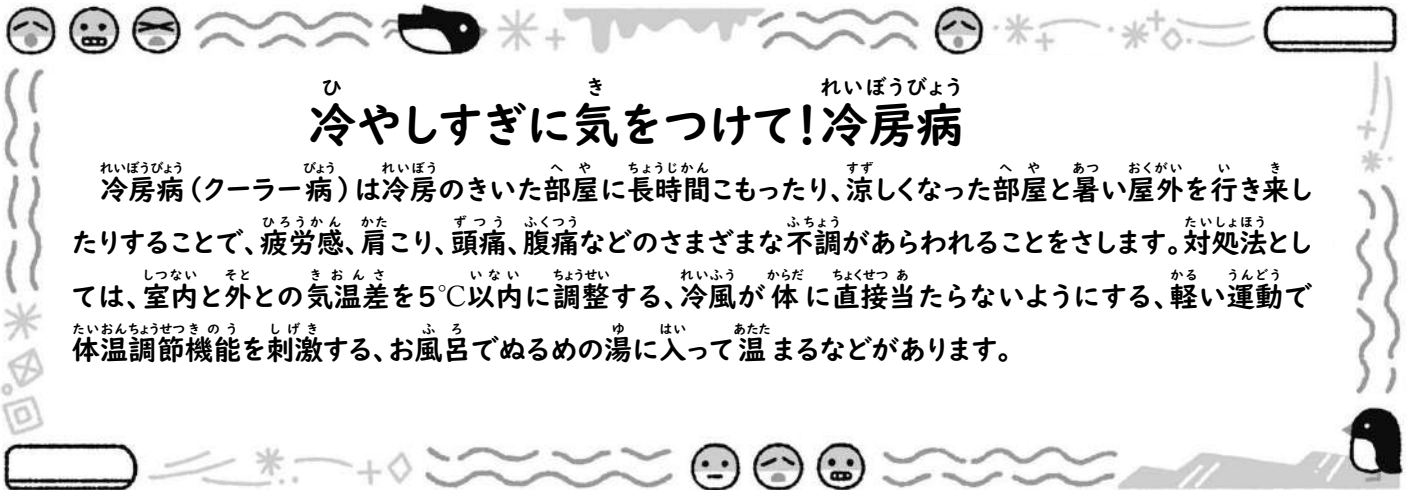 冷やしすぎに気をつけて!冷房病
冷房病(クーラー病)は冷房のきいた部屋に長時間こもったり、涼しくなった部屋と暑い屋外を行き来し
たりすることで、疲労感、肩こり、頭痛、腹痛などのさまざまな不調があらわれることをさします。対処法とし
ては、室内と外との気温差を5℃以内に調整する、冷風が体に直接当たらないようにする、軽い運動で
体温調節機能を刺激する、お風呂でぬるめの湯に入って温まるなどがあります。